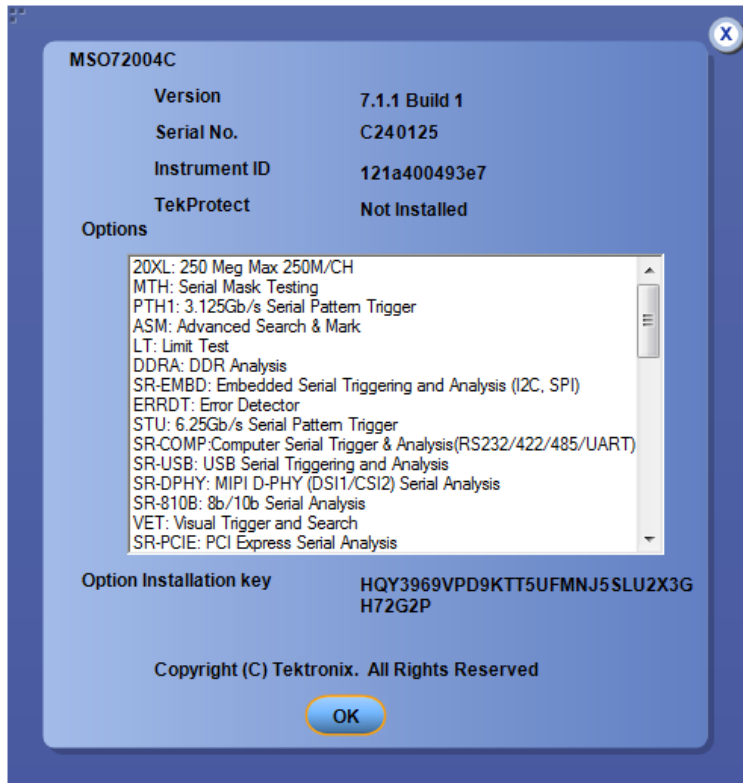 X
MSO72004C
Version 7.1.1 Build 1
Serial No. C240125
Instrument ID 121a400493e7
TekProtect Not Installed
Options
20XL: 250 Meg Max 250M/CH
MTH: Serial Mask Testing
PTH1: 3.125Gb/s Serial Pattern Trigger
ASM: Advanced Search & Mark
LT: Limit Test
DDRA: DDR Analysis
SR-EMBD: Embedded Serial Triggering and Analysis (I2C, SPI)
ERRDT: Error Detector
STU: 6.25Gb/s Serial Pattern Trigger
SR-COMP:Computer Serial Trigger & Analysis(RS232/422/485/UART)
SR-USB: USB Serial Triggering and Analysis
SR-DPHY: MIPI D-PHY (DSI1/CSI2) Serial Analysis
SR-810B: 8b/10b Serial Analysis
VET: Visual Trigger and Search
SR-PCIE: PCI Express Serial Analysis
Option Installation key HQY3969VPD9KTT5UFMNJ5SLU2X3G
H72G2P
Copyright (C) Tektronix. All Rights Reserved
OK